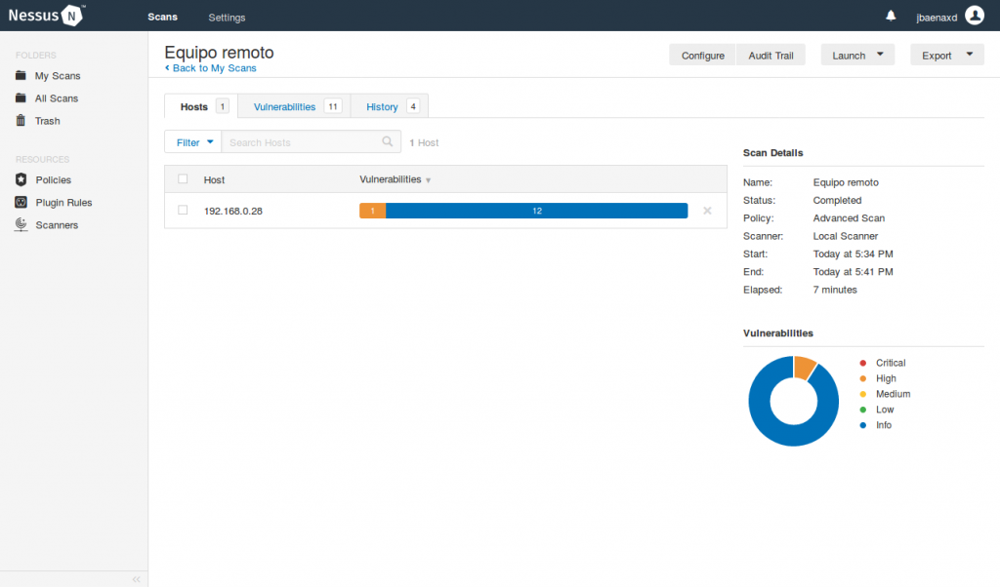 Nessus N ™ Scans Settings jbaenaxd
FOLDERS
My Scans
All Scans
Trash
RESOURCES
Policies
Plugin Rules
Scanners
Equipo remoto
Back to My Scans
Configure Audit Trail Launch Export
Hosts 1 Vulnerabilities 11 History 4
Filter Search Hosts 1 Host
Host Vulnerabilities
192.168.0.28 1 12
Scan Details
Name: Equipo remoto
Status: Completed
Policy: Advanced Scan
Scanner: Local Scanner
Start: Today at 5:34 PM
End: Today at 5:41 PM
Elapsed: 7 minutes
Vulnerabilities
Critical
High
Medium
Low
Info